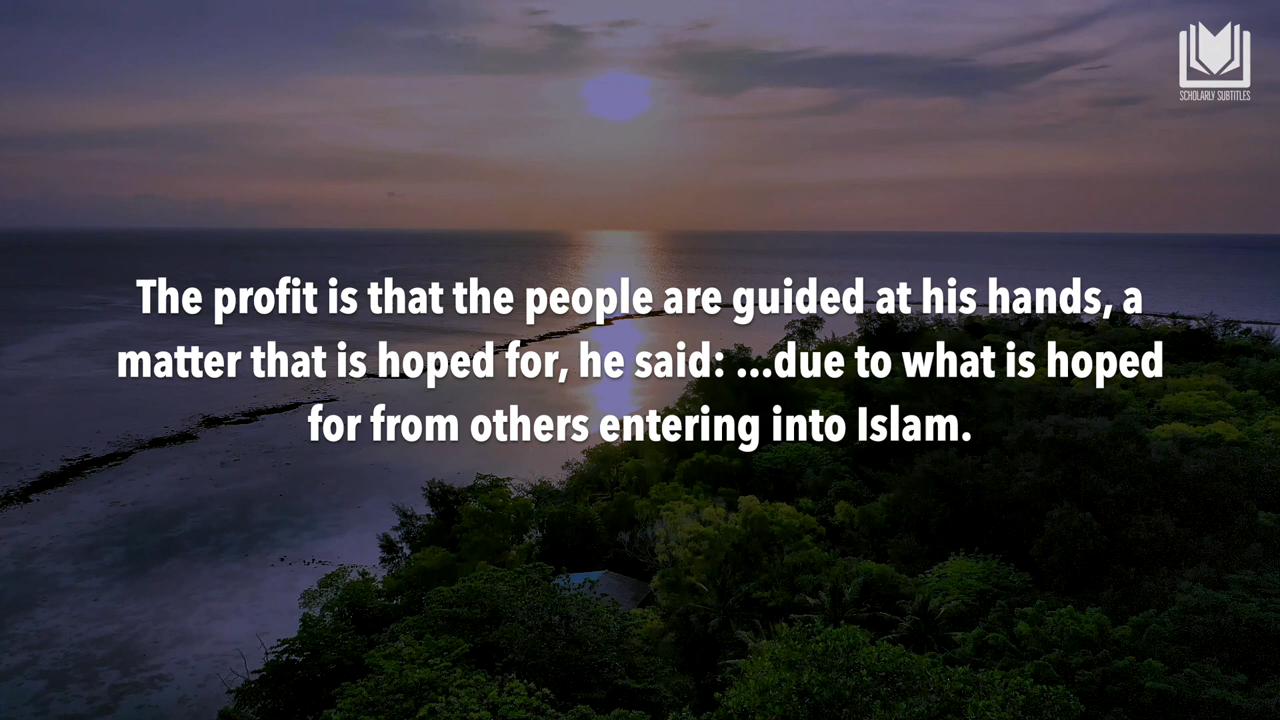 SCHOLARLY SUBTITLES
The profit is that the people are guided at his hands, a
matter that is hoped for, he said: ...due to what is hoped
for from others entering into Islam.